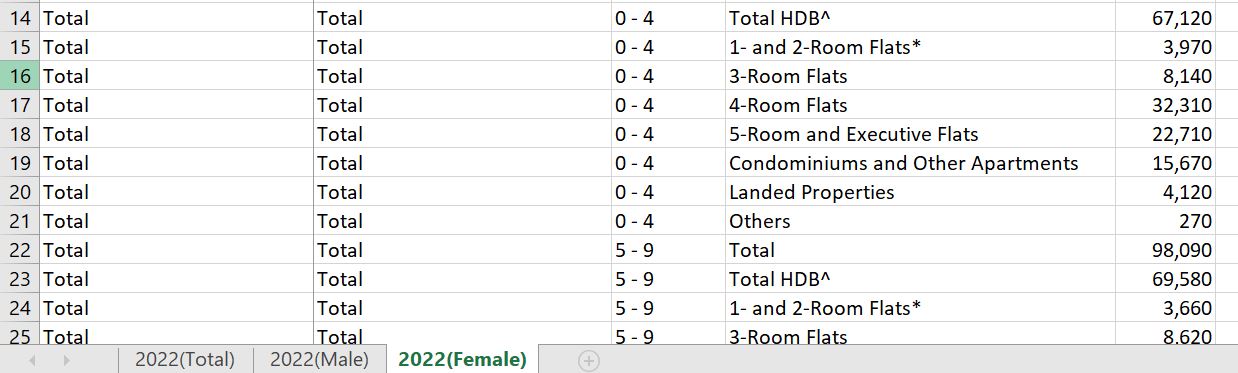 14 Total Total 0 - 4 Total HDB^ 67,120
15 Total Total 0 - 4 1- and 2-Room Flats* 3,970
16 Total Total 0 - 4 3-Room Flats 8,140
17 Total Total 0 - 4 4-Room Flats 32,310
18 Total Total 0 - 4 5-Room and Executive Flats 22,710
19 Total Total 0 - 4 Condominiums and Other Apartments 15,670
20 Total Total 0 - 4 Landed Properties 4,120
21 Total Total 0 - 4 Others 270
22 Total Total 5 - 9 Total 98,090
23 Total Total 5 - 9 Total HDB^ 69,580
24 Total Total 5 - 9 1- and 2-Room Flats* 3,660
25 Total Total 5 - 9 3-Room Flats 8,620
2022(Total) 2022(Male) 2022(Female)